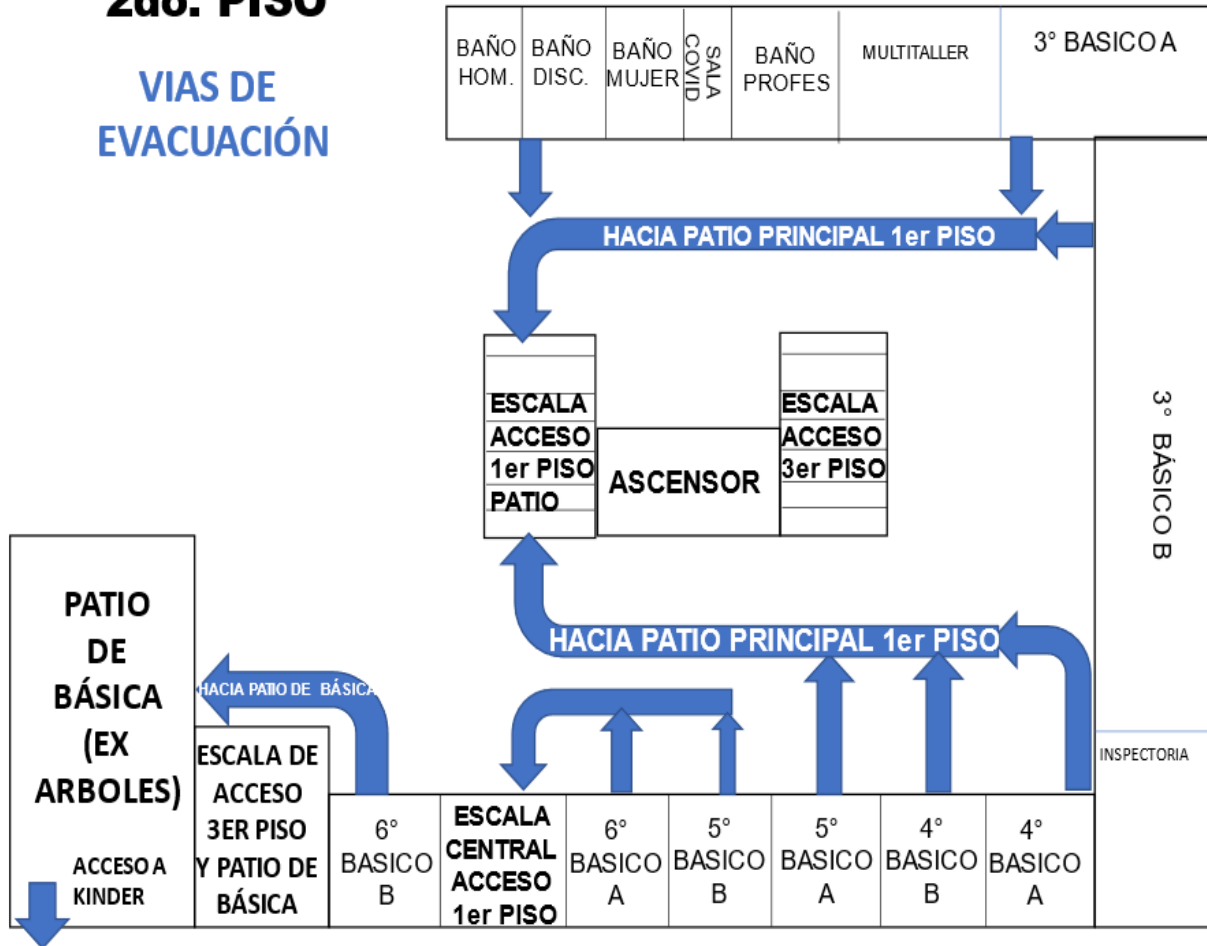 2do. PISO
VIAS DE
EVACUACIÓN
BAÑO
HOM.
BAÑO
DISC.
BAÑO
MUJER
SALA
COVID
BAÑO
PROFES
MULTITALLER
3° BASICO A
HACIA PATIO PRINCIPAL 1er PISO
ESCALA
ACCESO
1er PISO
PATIO
ASCENSOR
ESCALA
ACCESO
3er PISO
3° BÁSICO B
PATIO
DE
BÁSICA
(EX
ARBOLES)
ACCESO A
KINDER
HACIA PATIO PRINCIPAL 1er PISO
HACIA PATIO DE BÁSICA
INSPECTORIA
ESCALA DE
ACCESO
3ER PISO
Y PATIO DE
BÁSICA
6°
BASICO
B
ESCALA
CENTRAL
ACCESO
1er PISO
6°
BASICO
A
5°
BASICO
B
5°
BASICO
A
4°
BASICO
B
4°
BASICO
A